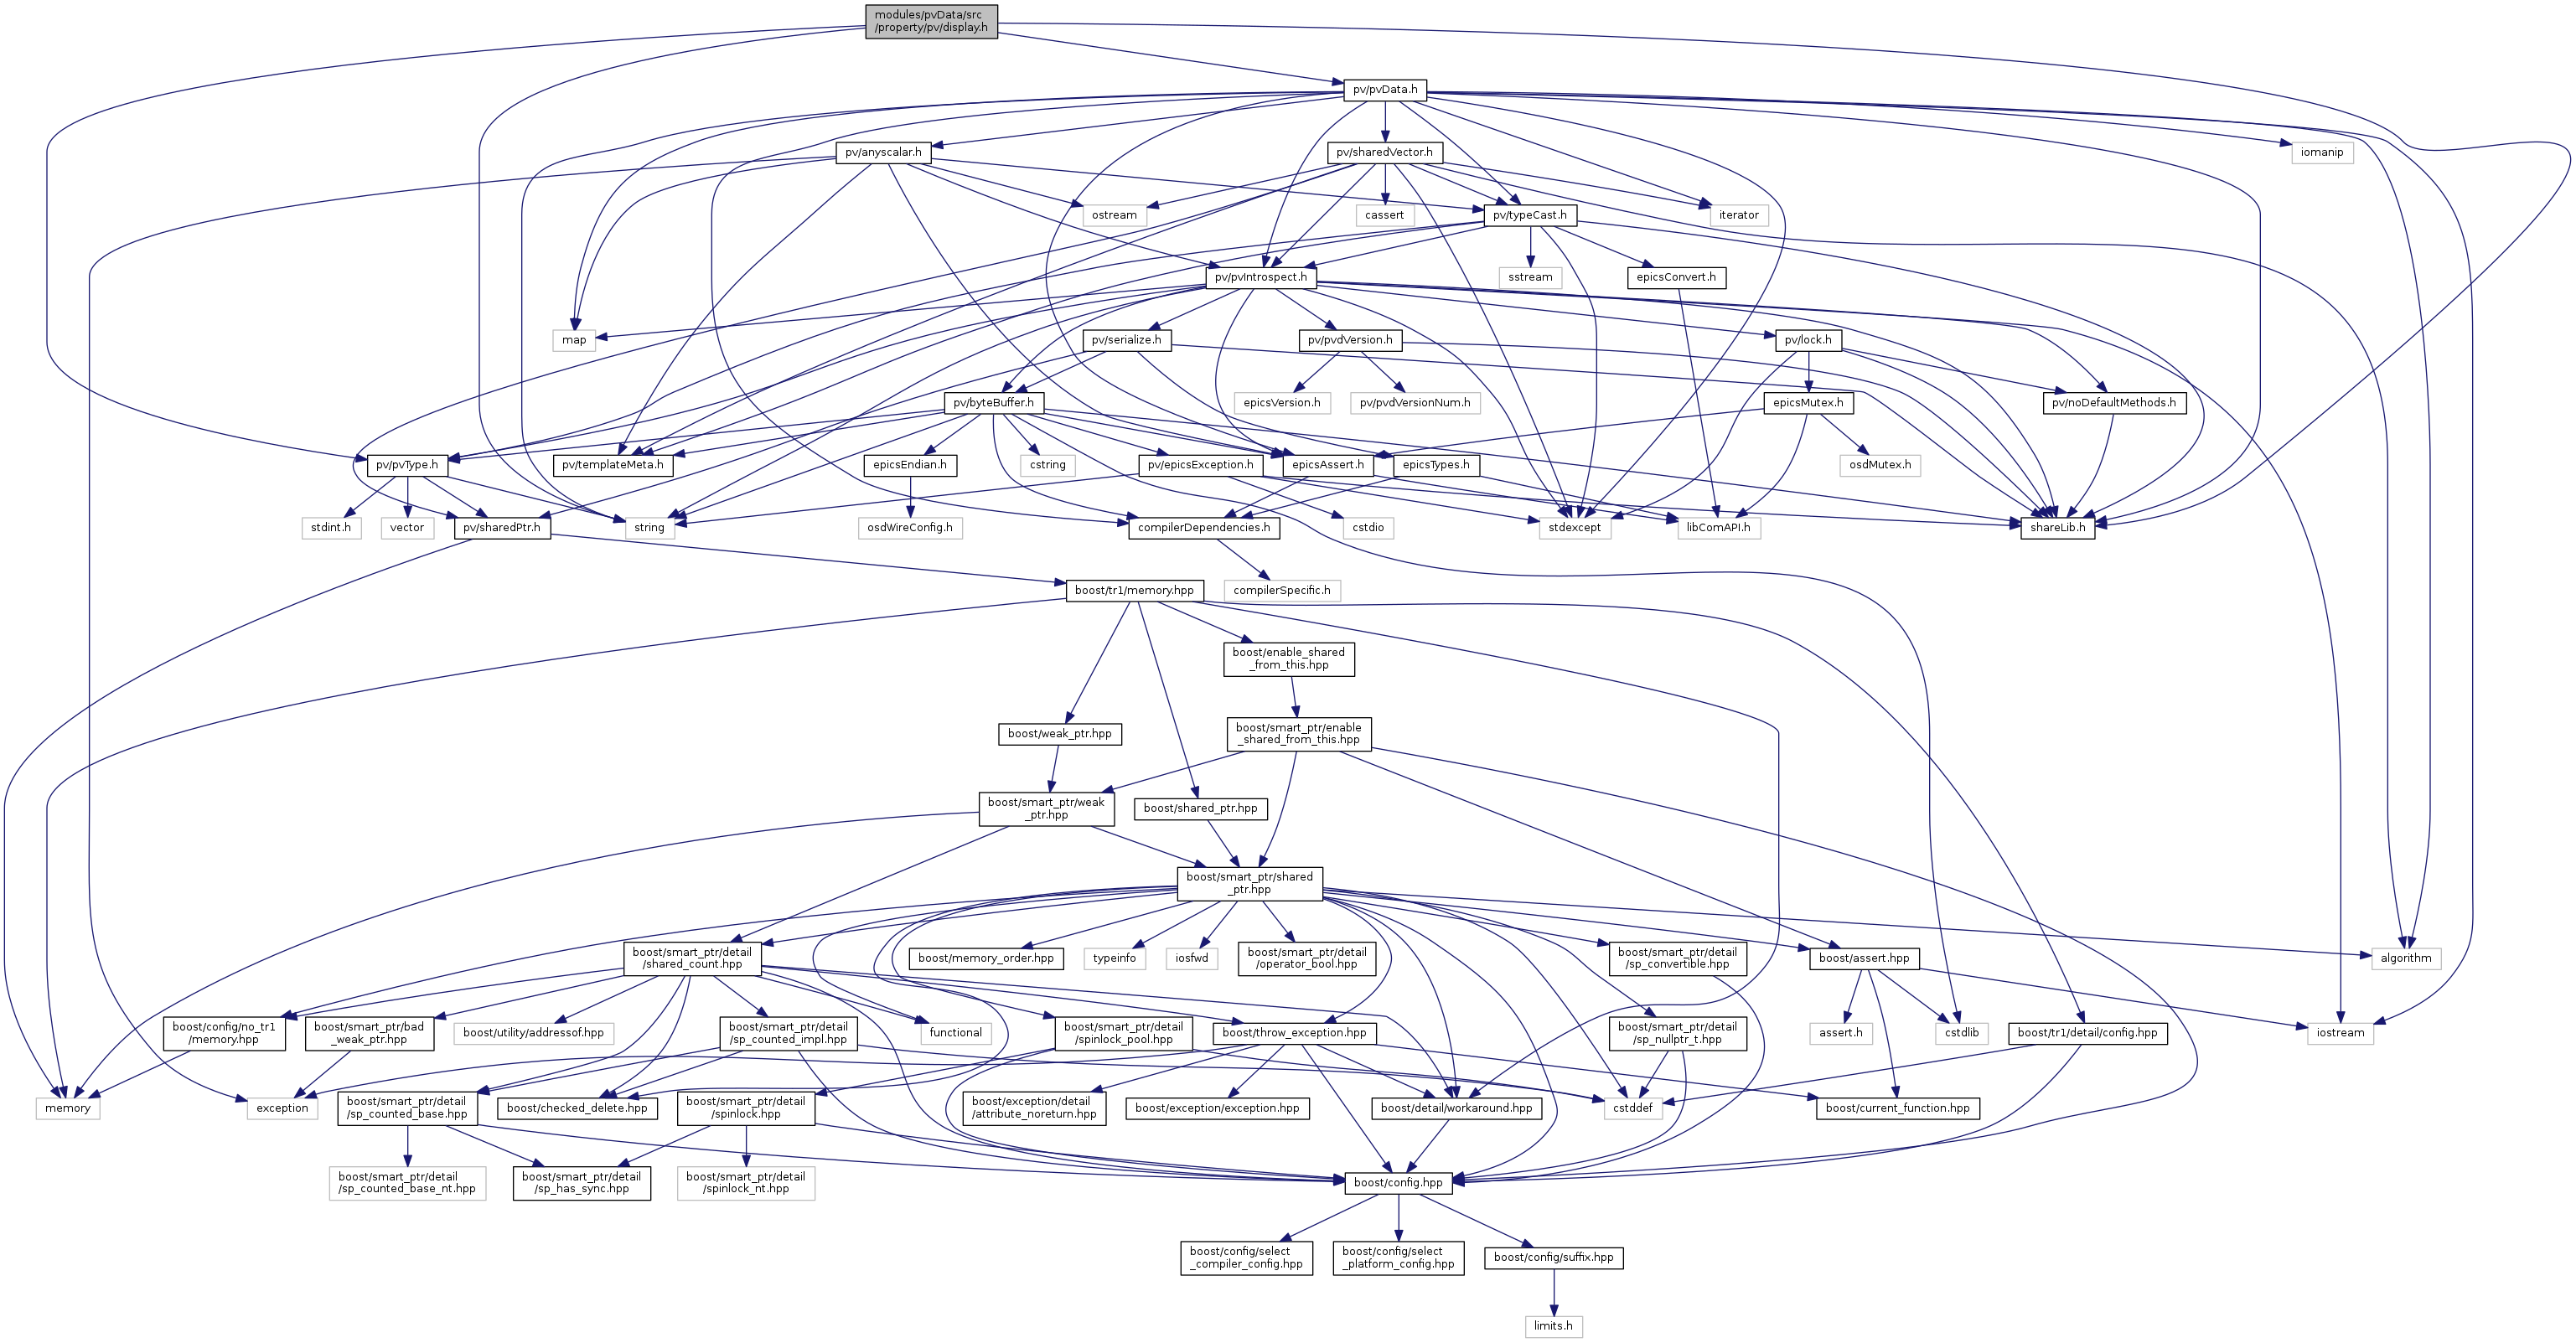 modules/pvData/src
/property/pv/display.h
pv/pvData.h
pv/anyscalar.h
pv/sharedVector.h
iomanip
ostream
cassert
pv/typeCast.h
iterator
pv/pvIntrospect.h
sstream
epicsConvert.h
map
pv/serialize.h
pv/pvdVersion.h
pv/lock.h
pv/byteBuffer.h
epicsVersion.h
pv/pvdVersionNum.h
epicsMutex.h
pv/noDefaultMethods.h
pv/pvType.h
pv/templateMeta.h
epicsEndian.h
cstring
pv/epicsException.h
epicsAssert.h
epicsTypes.h
osdMutex.h
stdint.h
vector
pv/sharedPtr.h
string
osdWireConfig.h
compilerDependencies.h
cstdio
stdexcept
libComAPI.h
shareLib.h
boost/tr1/memory.hpp
compilerSpecific.h
boost/enable_shared
_from_this.hpp
boost/weak_ptr.hpp
boost/smart_ptr/enable
_shared_from_this.hpp
boost/smart_ptr/weak
_ptr.hpp
boost/shared_ptr.hpp
boost/smart_ptr/shared
_ptr.hpp
boost/smart_ptr/detail
/shared_count.hpp
boost/memory_order.hpp
typeinfo
iosfwd
boost/smart_ptr/detail
/operator_bool.hpp
boost/smart_ptr/detail
/sp_convertible.hpp
boost/assert.hpp
algorithm
boost/config/no_tr1
/memory.hpp
boost/smart_ptr/bad
_weak_ptr.hpp
boost/utility/addressof.hpp
boost/smart_ptr/detail
/sp_counted_impl.hpp
functional
boost/smart_ptr/detail
/spinlock_pool.hpp
boost/throw_exception.hpp
boost/smart_ptr/detail
/sp_nullptr_t.hpp
assert.h
cstdlib
boost/tr1/detail/config.hpp
iostream
memory
exception
boost/smart_ptr/detail
/sp_counted_base.hpp
boost/checked_delete.hpp
boost/smart_ptr/detail
/spinlock.hpp
boost/exception/detail
/attribute_noreturn.hpp
boost/exception/exception.hpp
boost/detail/workaround.hpp
cstddef
boost/current_function.hpp
boost/smart_ptr/detail
/sp_counted_base_nt.hpp
boost/smart_ptr/detail
/sp_has_sync.hpp
boost/smart_ptr/detail
/spinlock_nt.hpp
boost/config.hpp
boost/config/select
_compiler_config.hpp
boost/config/select
_platform_config.hpp
boost/config/suffix.hpp
limits.h